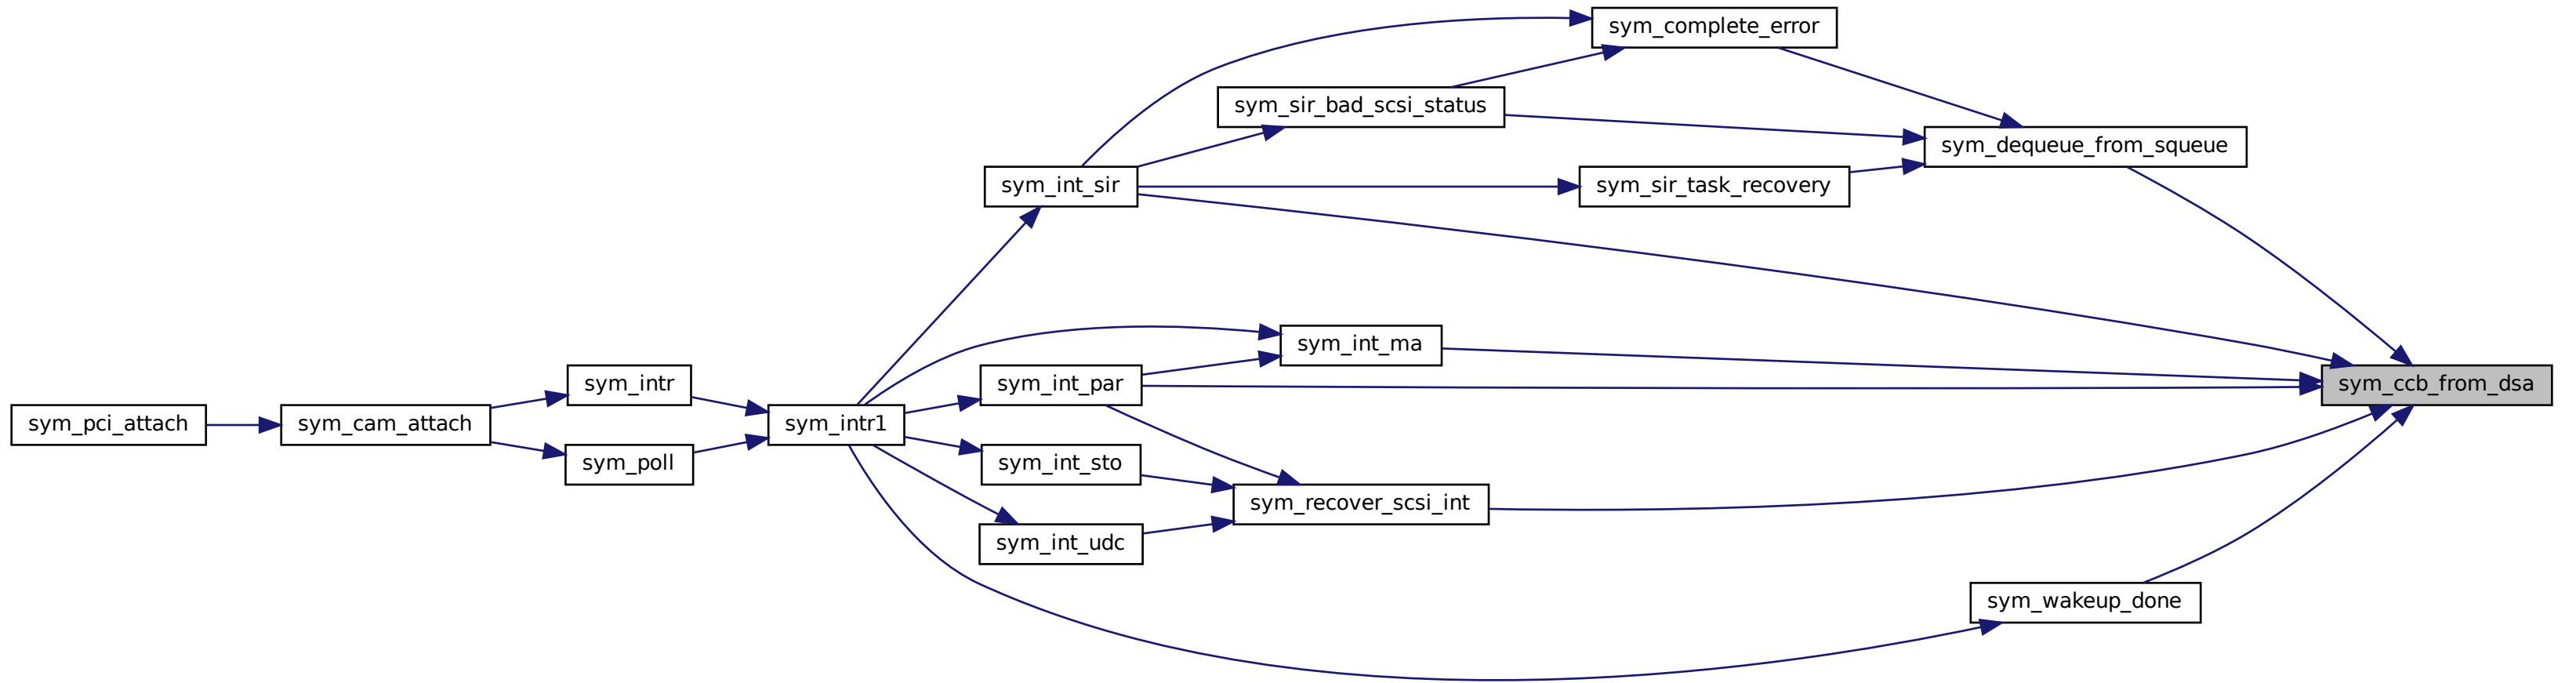 sym_complete_error
sym_sir_bad_scsi_status
sym_dequeue_from_squeue
sym_int_sir
sym_sir_task_recovery
sym_int_ma
sym_intr
sym_int_par
sym_ccb_from_dsa
sym_pci_attach
sym_cam_attach
sym_intr1
sym_poll
sym_int_sto
sym_recover_scsi_int
sym_int_udc
sym_wakeup_done